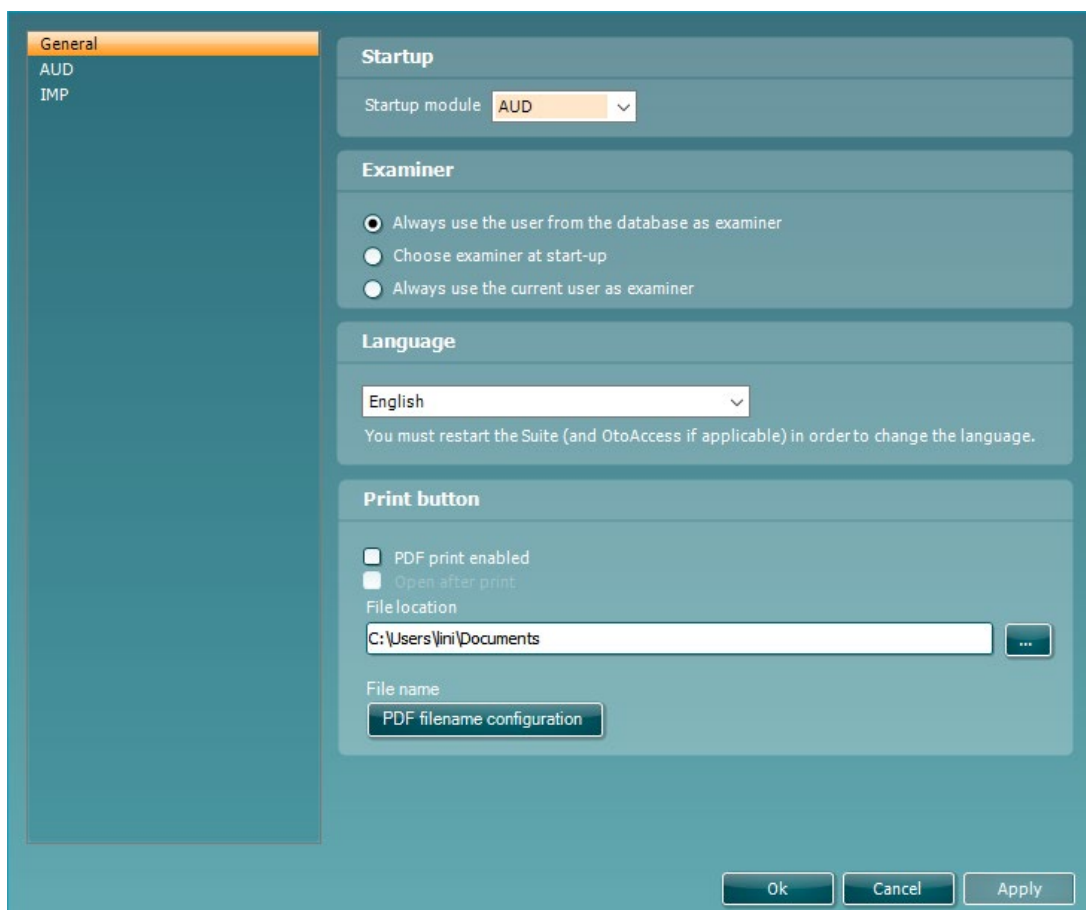 General
AUD
IMP
Startup
Startup module AUD
Examiner
Always use the user from the database as examiner
Choose examiner at start-up
Always use the current user as examiner
Language
English
You must restart the Suite (and OtoAccess if applicable) in order to change the language.
Print button
PDF print enabled
Open after print
File location
C:\Users\lini\Documents
...
File name
PDF filename configuration
Ok Cancel Apply